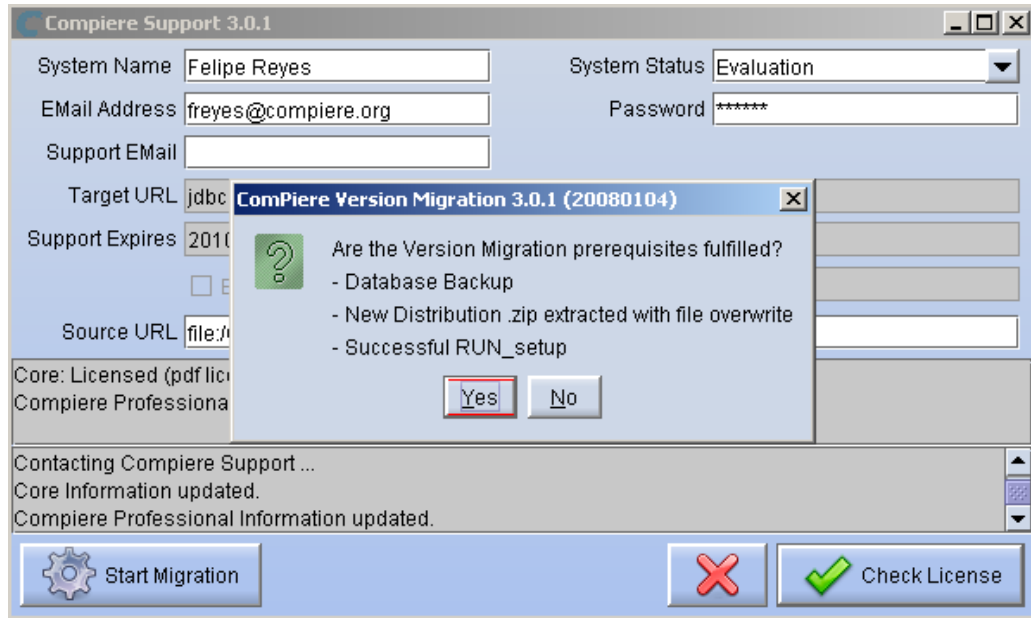 Compiere Support 3.0.1
System Name Felipe Reyes System Status Evaluation
EMail Address freyes@compiere.org Password ******
Support EMail
Target URL jdbc
Support Expires
Source URL file:/
ComPiere Version Migration 3.0.1 (20080104)
Are the Version Migration prerequisites fulfilled?
- Database Backup
- New Distribution .zip extracted with file overwrite
- Successful RUN_setup
Yes No
Core: Licensed (pdf
Compiere
Contacting Compiere Support ...
Core Information updated.
Compiere Professional Information updated.
Start Migration Check License